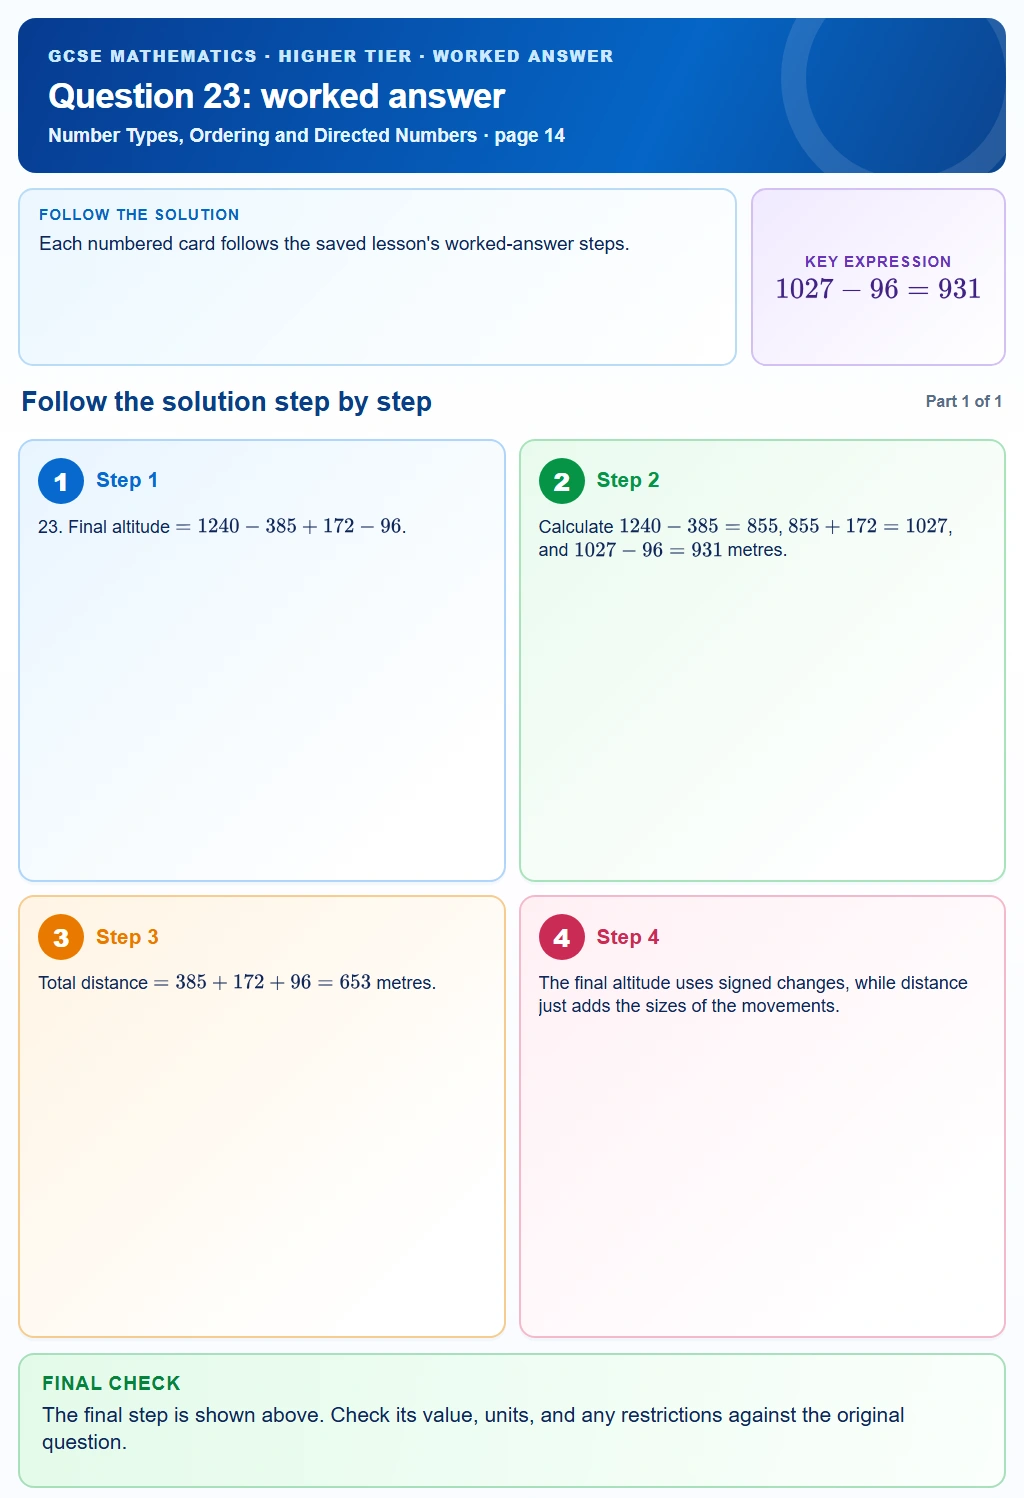 GCSE MATHEMATICS · HIGHER TIER · WORKED ANSWER
Question 23: worked answer
Number Types, Ordering and Directed Numbers · page 14
FOLLOW THE SOLUTION
Each numbered card follows the saved lesson's worked-answer steps.
KEY EXPRESSION
1027 − 96 = 931
Follow the solution step by step
Part 1 of 1
1 Step 1
23. Final altitude = 1240 − 385 + 172 − 96.
2 Step 2
Calculate 1240 − 385 = 855, 855 + 172 = 1027,
and 1027 − 96 = 931 metres.
3 Step 3
Total distance = 385 + 172 + 96 = 653 metres.
4 Step 4
The final altitude uses signed changes, while distance
just adds the sizes of the movements.
FINAL CHECK
The final step is shown above. Check its value, units, and any restrictions against the original
question.